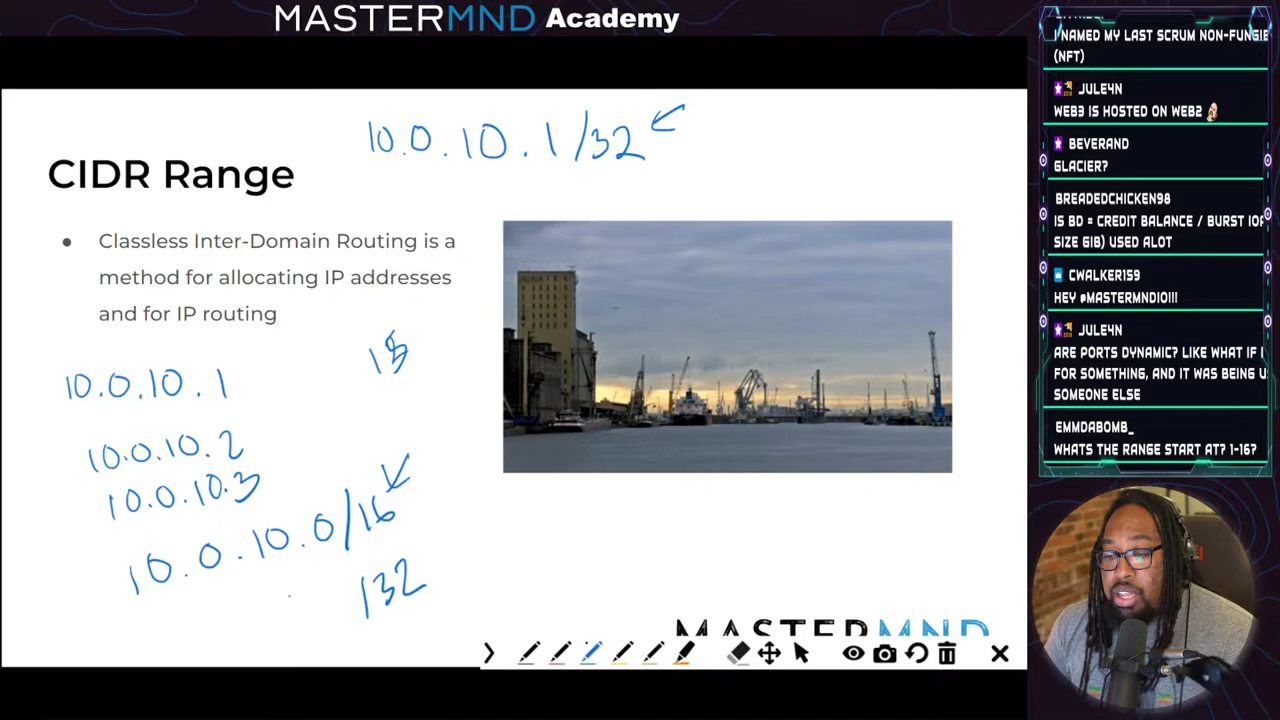 MASTERMND Academy
10.0.10.1/32
CIDR Range
● Classless Inter-Domain Routing is a
method for allocating IP addresses
and for IP routing
10.0.10.1
10.0.10.2
10.0.10.3
10.0.10.0/16
/32
MASTERMND
I NAMED MY LAST SCRUM NON-FUNGIE
(NFT)
JULE4N
WEB3 IS HOSTED ON WEB2
BEVERAND
GLACIER?
BREADEDCHICKEN98
IS BD = CREDIT BALANCE / BURST IOP
SIZE GIB) USED ALOT
CWALKER159
HEY @MASTERMNDIO!!!
JULE4N
ARE PORTS DYNAMIC? LIKE WHAT IF I
FOR SOMETHING, AND IT WAS BEING U
SOMEONE ELSE
EMMDABOMB_
WHATS THE RANGE START AT? 1-16?